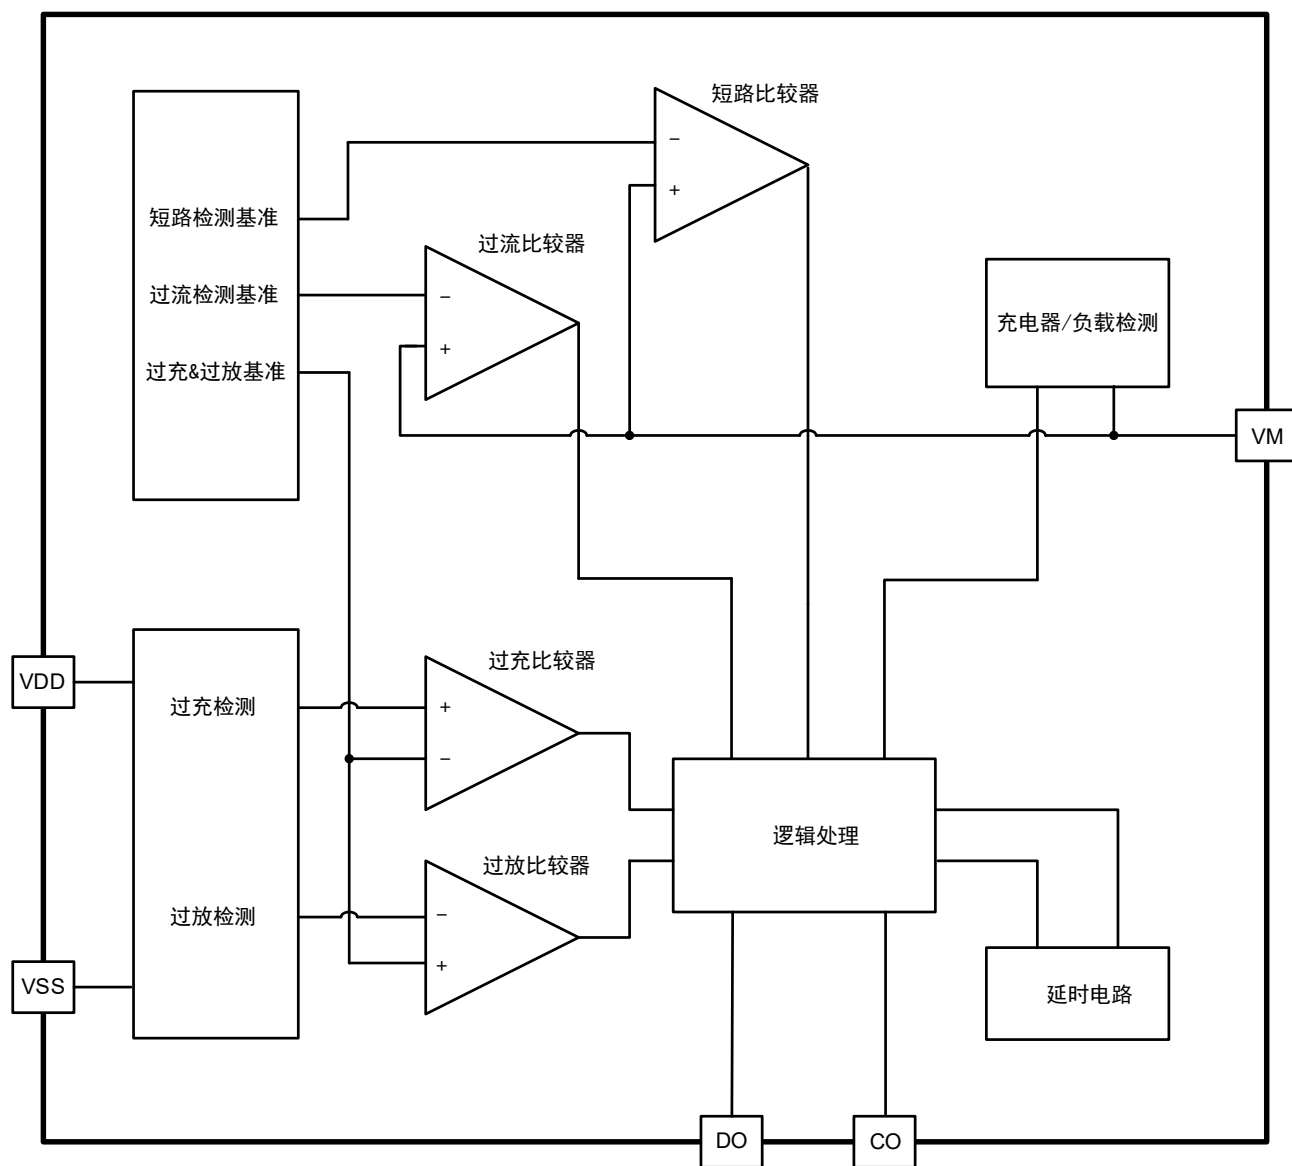 短路比较器
−
+
短路检测基准
过流比较器
过流检测基准
−
充电器/负载检测
+
过充&过放基准
VM
过充比较器
VDD
过充检测
+
−
逻辑处理
过放比较器
过放检测
−
+
VSS
延时电路
DO
CO